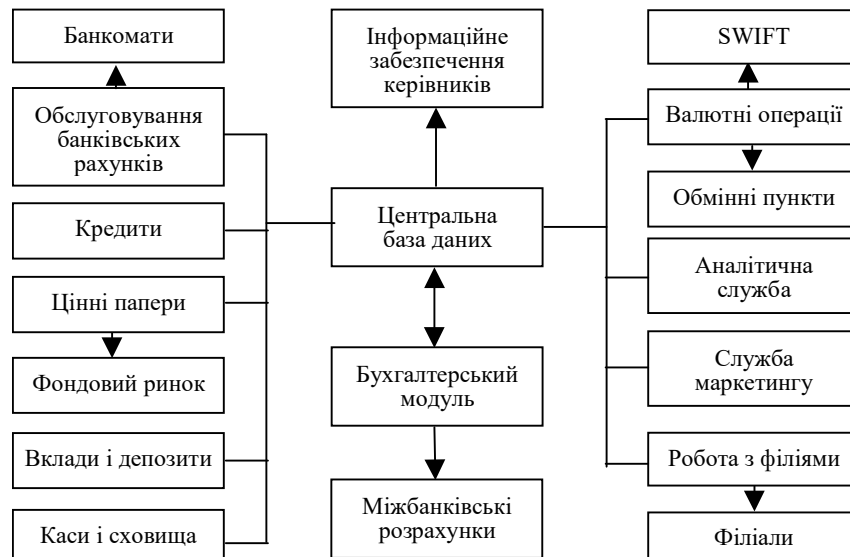 Банкомати
Обслуговування
банківських
рахунків
Кредити
Цінні папери
Фондовий ринок
Вклади і депозити
Каси і сховища
Інформаційне
забезпечення
керівників
Центральна
база даних
Бухгалтерський
модуль
Міжбанківські
розрахунки
SWIFT
Валютні операції
Обмінні пункти
Аналітична
служба
Служба
маркетингу
Робота з філіями
Філіали